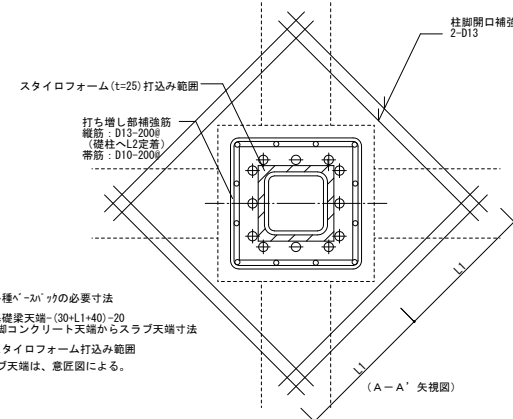 柱脚開口補強
2-D13
スタイロフォーム(t=25)打込み範囲
打ち増し部補強筋
縦筋：D13-200@
(礎柱へL2定着)
帯筋：D10-200@
種ベースパックの必要寸法
礎梁天端-(30+L1+40)-20
脚コンクリート天端からスラブ天端寸法
タイロフォーム打込み範囲
ブ天端は、意匠図による。
L1
L1
(A-A' 矢視図)